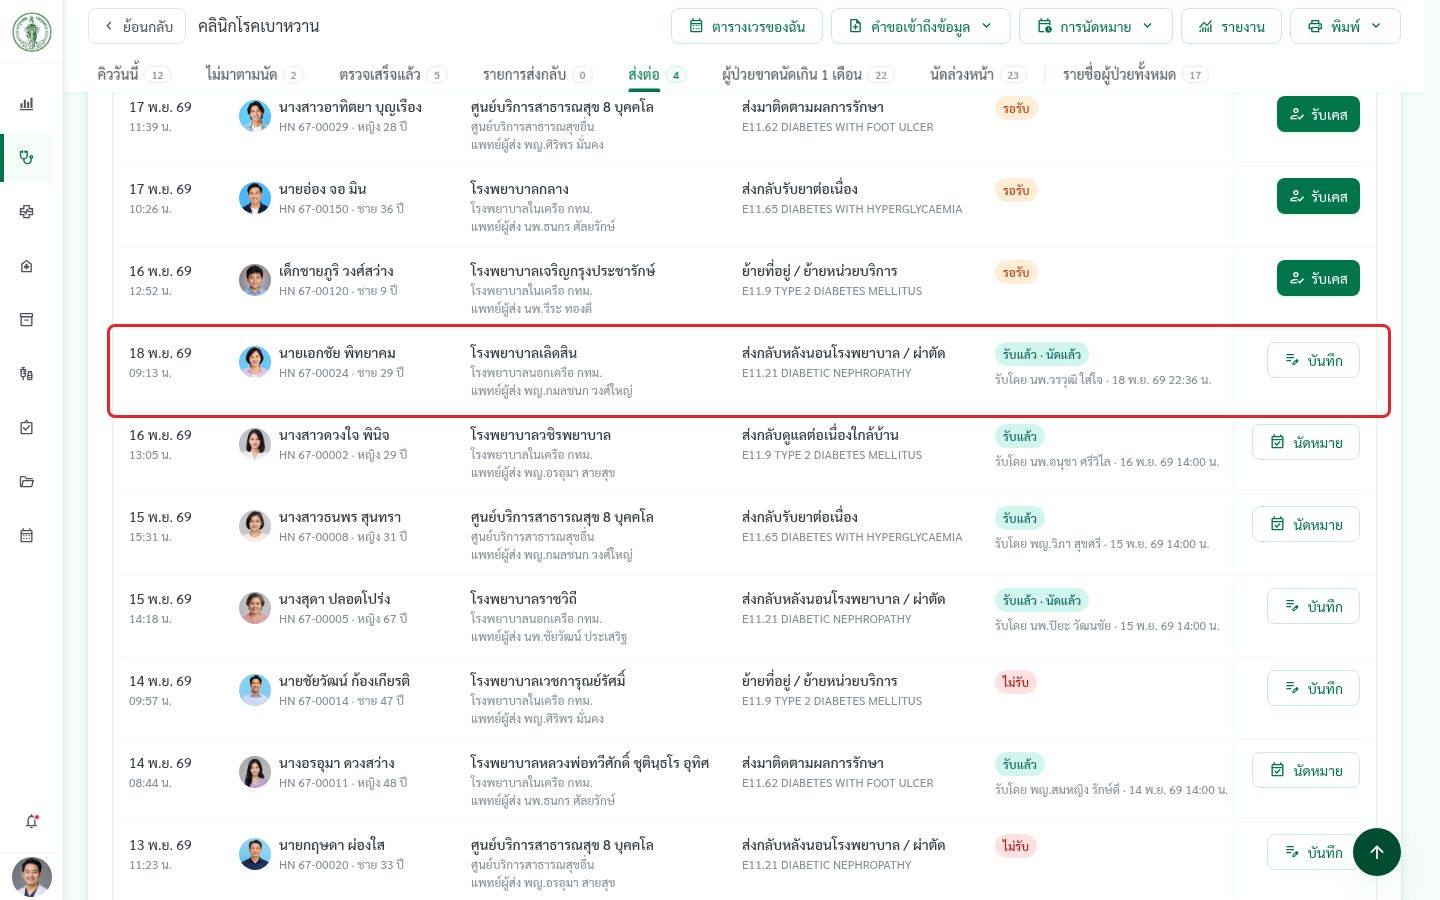 ย้อนกลับ
คลินิกโรคเบาหวาน
ตารางเวรของฉัน
คำขอเข้าถึงข้อมูล
การนัดหมาย
รายงาน
พิมพ์
คิววันนี้ 12
ไม่มาตามนัด 2
ตรวจเสร็จแล้ว 5
รายการส่งกลับ 0
ส่งต่อ 4
ผู้ป่วยขาดนัดเกิน 1 เดือน 22
นัดล่วงหน้า 23
รายชื่อผู้ป่วยทั้งหมด 17
17 พ.ย. 69 นางสาวอาทิตยา บุญเรือง ศูนย์บริการสาธารณสุข 8 บุคคโล ส่งมาติดตามผลการรักษา รอรับ รับเคส
11:39 น. HN 67-00029 · หญิง 28 ปี ศูนย์บริการสาธารณสุขอื่น E11.62 DIABETES WITH FOOT ULCER
แพทย์ผู้ส่ง พญ.ศิริพร มั่นคง
17 พ.ย. 69 นายอ่อง จอ มิน โรงพยาบาลกลาง ส่งกลับรับยาต่อเนื่อง รอรับ รับเคส
10:26 น. HN 67-00150 · ชาย 36 ปี โรงพยาบาลในเครือ กทม. E11.65 DIABETES WITH HYPERGLYCAEMIA
แพทย์ผู้ส่ง นพ.ธนกร ศัลยรักษ์
16 พ.ย. 69 เด็กชายภูริ วงศ์สว่าง โรงพยาบาลเจริญกรุงประชารักษ์ ย้ายที่อยู่ / ย้ายหน่วยบริการ รอรับ รับเคส
12:52 น. HN 67-00120 · ชาย 9 ปี โรงพยาบาลในเครือ กทม. E11.9 TYPE 2 DIABETES MELLITUS
แพทย์ผู้ส่ง นพ.วีระ ทองดี
18 พ.ย. 69 นายเอกชัย พิทยาคม โรงพยาบาลเลิดสิน ส่งกลับหลังนอนโรงพยาบาล / ผ่าตัด รับแล้ว · นัดแล้ว บันทึก
09:13 น. HN 67-00024 · ชาย 29 ปี โรงพยาบาลนอกเครือ กทม. E11.21 DIABETIC NEPHROPATHY รับโดย นพ.วรวุฒิ ใส่ใจ · 18 พ.ย. 69 22:36 น.
แพทย์ผู้ส่ง พญ.กมลชนก วงศ์ใหญ่
16 พ.ย. 69 นางสาวดวงใจ พินิจ โรงพยาบาลวชิรพยาบาล ส่งกลับดูแลต่อเนื่องใกล้บ้าน รับแล้ว นัดหมาย
13:05 น. HN 67-00002 · หญิง 29 ปี โรงพยาบาลในเครือ กทม. E11.9 TYPE 2 DIABETES MELLITUS รับโดย นพ.อนุชา ศรีวิไล · 16 พ.ย. 69 14:00 น.
แพทย์ผู้ส่ง พญ.อรอุมา สายสุข
15 พ.ย. 69 นางสาวธนพร สุนทรา ศูนย์บริการสาธารณสุข 8 บุคคโล ส่งกลับรับยาต่อเนื่อง รับแล้ว นัดหมาย
15:31 น. HN 67-00008 · หญิง 31 ปี ศูนย์บริการสาธารณสุขอื่น E11.65 DIABETES WITH HYPERGLYCAEMIA รับโดย พญ.วิภา สุขศรี · 15 พ.ย. 69 14:00 น.
แพทย์ผู้ส่ง พญ.กมลชนก วงศ์ใหญ่
15 พ.ย. 69 นางสุดา ปลอดโปร่ง โรงพยาบาลราชวิถี ส่งกลับหลังนอนโรงพยาบาล / ผ่าตัด รับแล้ว · นัดแล้ว บันทึก
14:18 น. HN 67-00005 · หญิง 67 ปี โรงพยาบาลนอกเครือ กทม. E11.21 DIABETIC NEPHROPATHY รับโดย นพ.ปิยะ วัฒนชัย · 15 พ.ย. 69 14:00 น.
แพทย์ผู้ส่ง นพ.ชัยวัฒน์ ประเสริฐ
14 พ.ย. 69 นายชัยวัฒน์ ก้องเกียรติ โรงพยาบาลเวชการุณย์รัศมิ์ ย้ายที่อยู่ / ย้ายหน่วยบริการ ไม่รับ บันทึก
09:57 น. HN 67-00014 · ชาย 47 ปี โรงพยาบาลในเครือ กทม. E11.9 TYPE 2 DIABETES MELLITUS
แพทย์ผู้ส่ง พญ.ศิริพร มั่นคง
14 พ.ย. 69 นางอรอุมา ดวงสว่าง โรงพยาบาลหลวงพ่อทวีศักดิ์ ชุตินฺธโร อุทิศ ส่งมาติดตามผลการรักษา รับแล้ว นัดหมาย
08:44 น. HN 67-00011 · หญิง 48 ปี โรงพยาบาลในเครือ กทม. E11.62 DIABETES WITH FOOT ULCER รับโดย พญ.สมหญิง รักษ์ดี · 14 พ.ย. 69 14:00 น.
แพทย์ผู้ส่ง นพ.ธนกร ศัลยรักษ์
13 พ.ย. 69 นายกฤษดา ผ่องใส ศูนย์บริการสาธารณสุข 8 บุคคโล ส่งกลับหลังนอนโรงพยาบาล / ผ่าตัด ไม่รับ บันทึก
11:23 น. HN 67-00020 · ชาย 33 ปี ศูนย์บริการสาธารณสุขอื่น E11.21 DIABETIC NEPHROPATHY
แพทย์ผู้ส่ง พญ.อรอุมา สายสุข